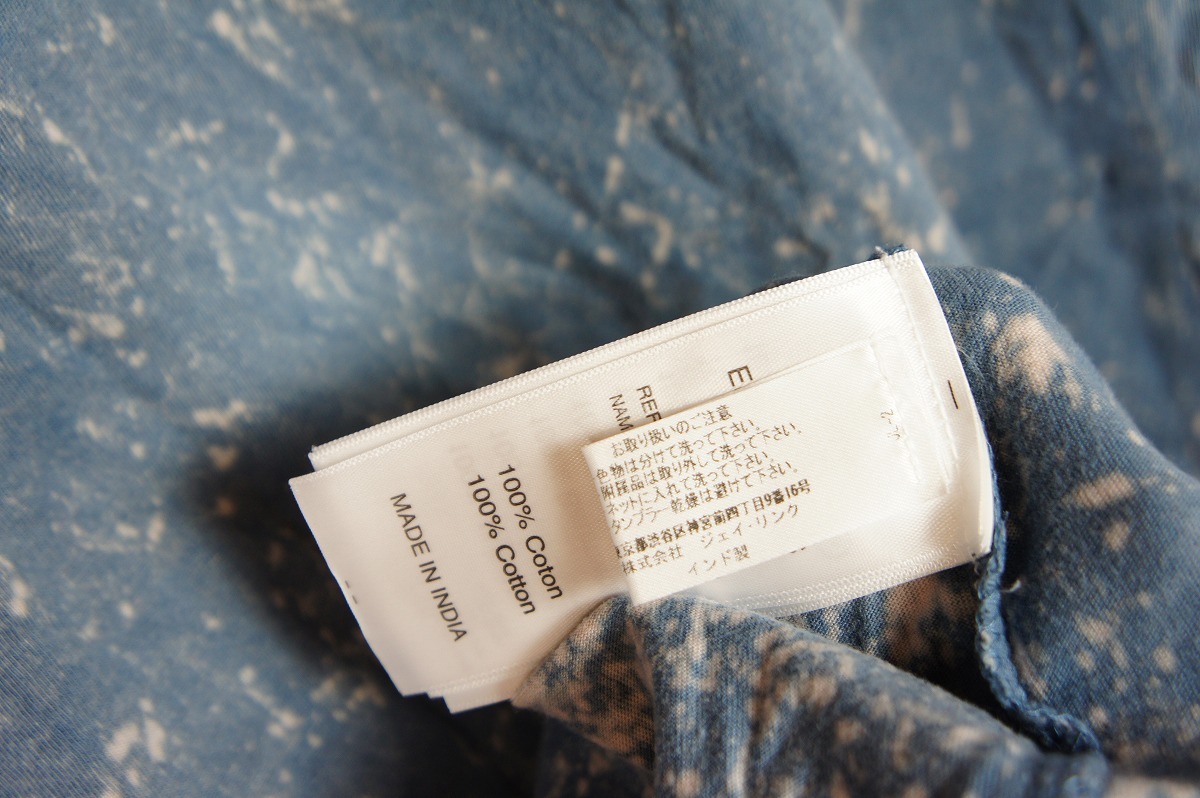 E
REF
NAM
100% Coton
100% Cotton
MADE IN INDIA
お取り扱いのご注意
色物は分けて洗って下さい。
附属品は取り外して洗って下さい。
ネットに入れて洗って下さい。
タンブラー乾燥は避けて下さい。
京都渋谷区神宮前四丁目9番16号
株式会社 ジェイ・リンク
インド製